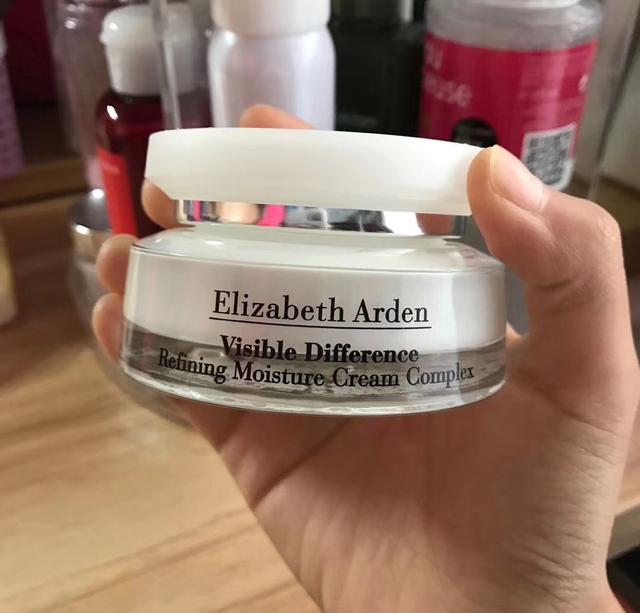 Elizabeth Arden
Visible Difference
Refining Moisture Cream Complex